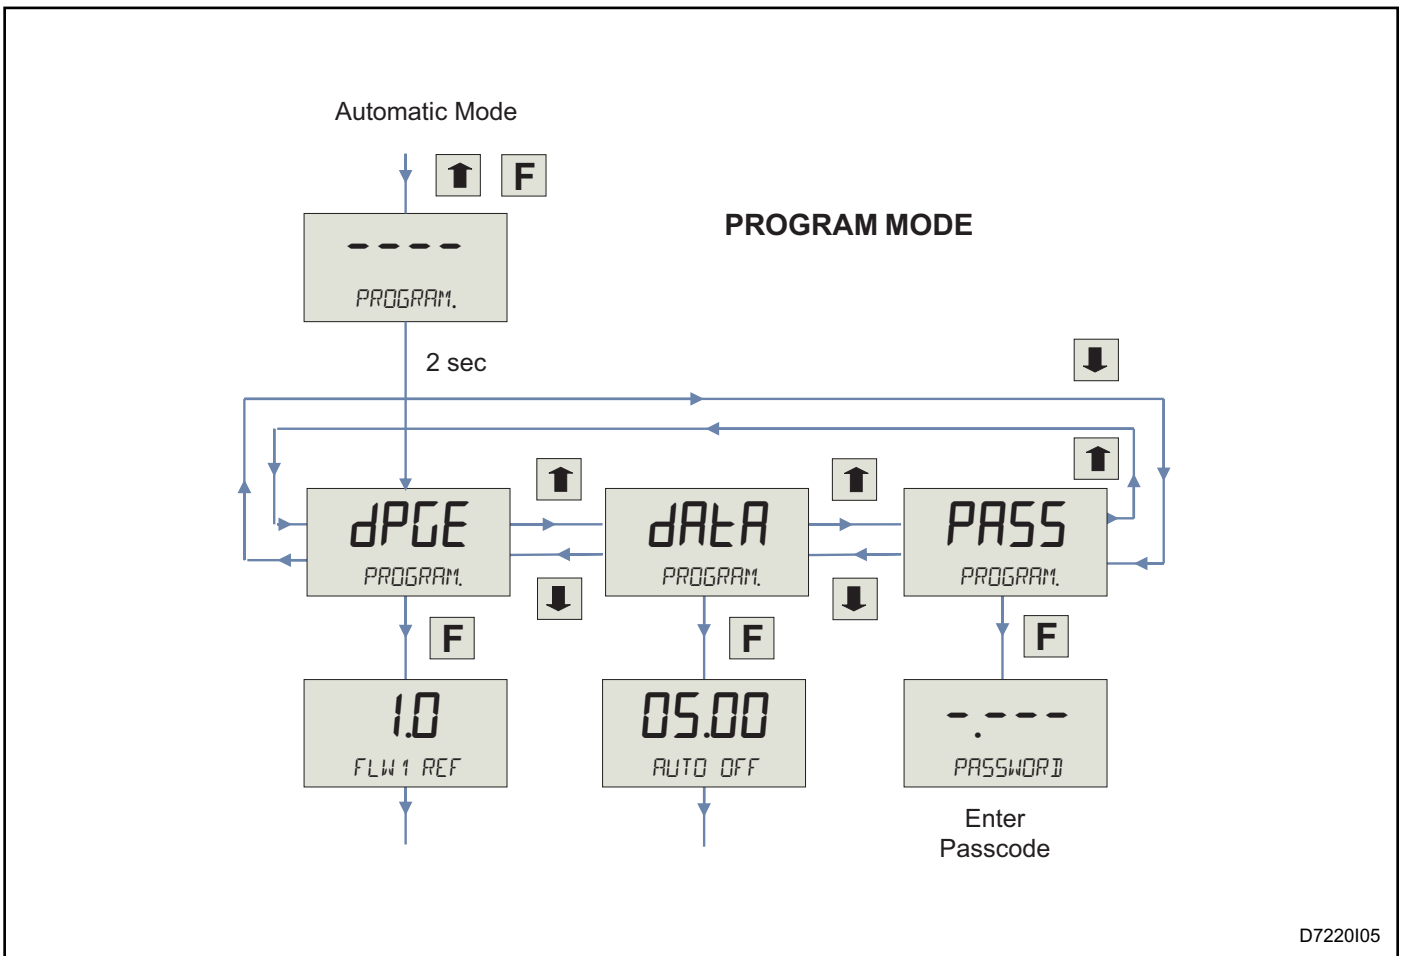 Automatic Mode
F
PROGRAM MODE
----
PROGRAM.
2 sec
dPGE
PROGRAM.
dAtA
PROGRAM.
PASS
PROGRAM.
F
F
F
1.0
FLW1 REF
05.00
AUTO OFF
-.---
PASSWORD
Enter
Passcode
D7220I05